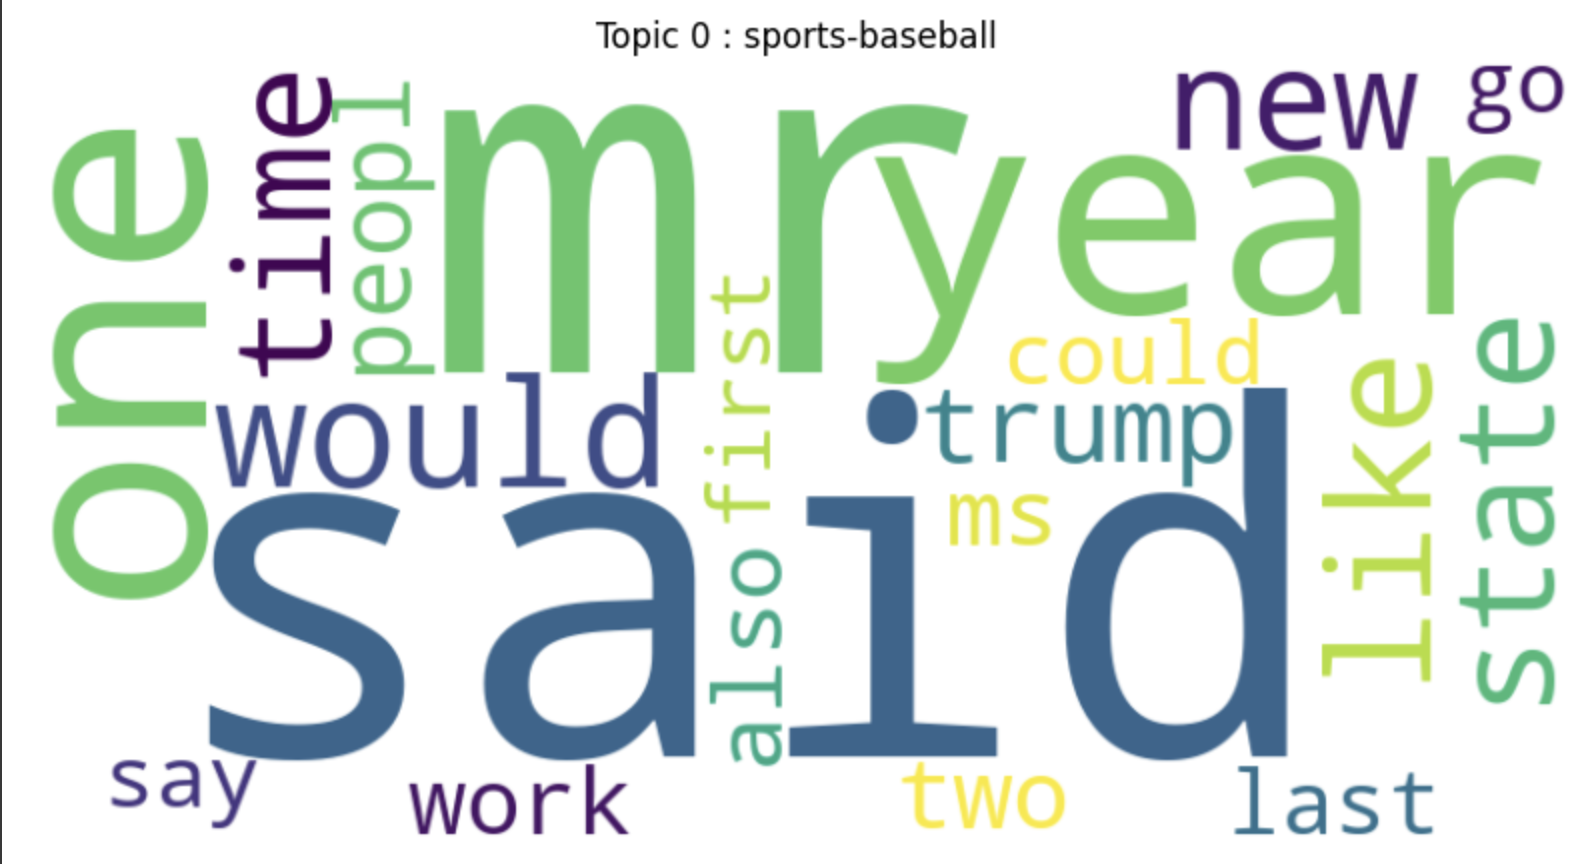 Topic 0 : sports-baseball
one
time
peopl
mr
year
new
go
first
could
would
trump
said
ms
like
state
also
say
work
two
last